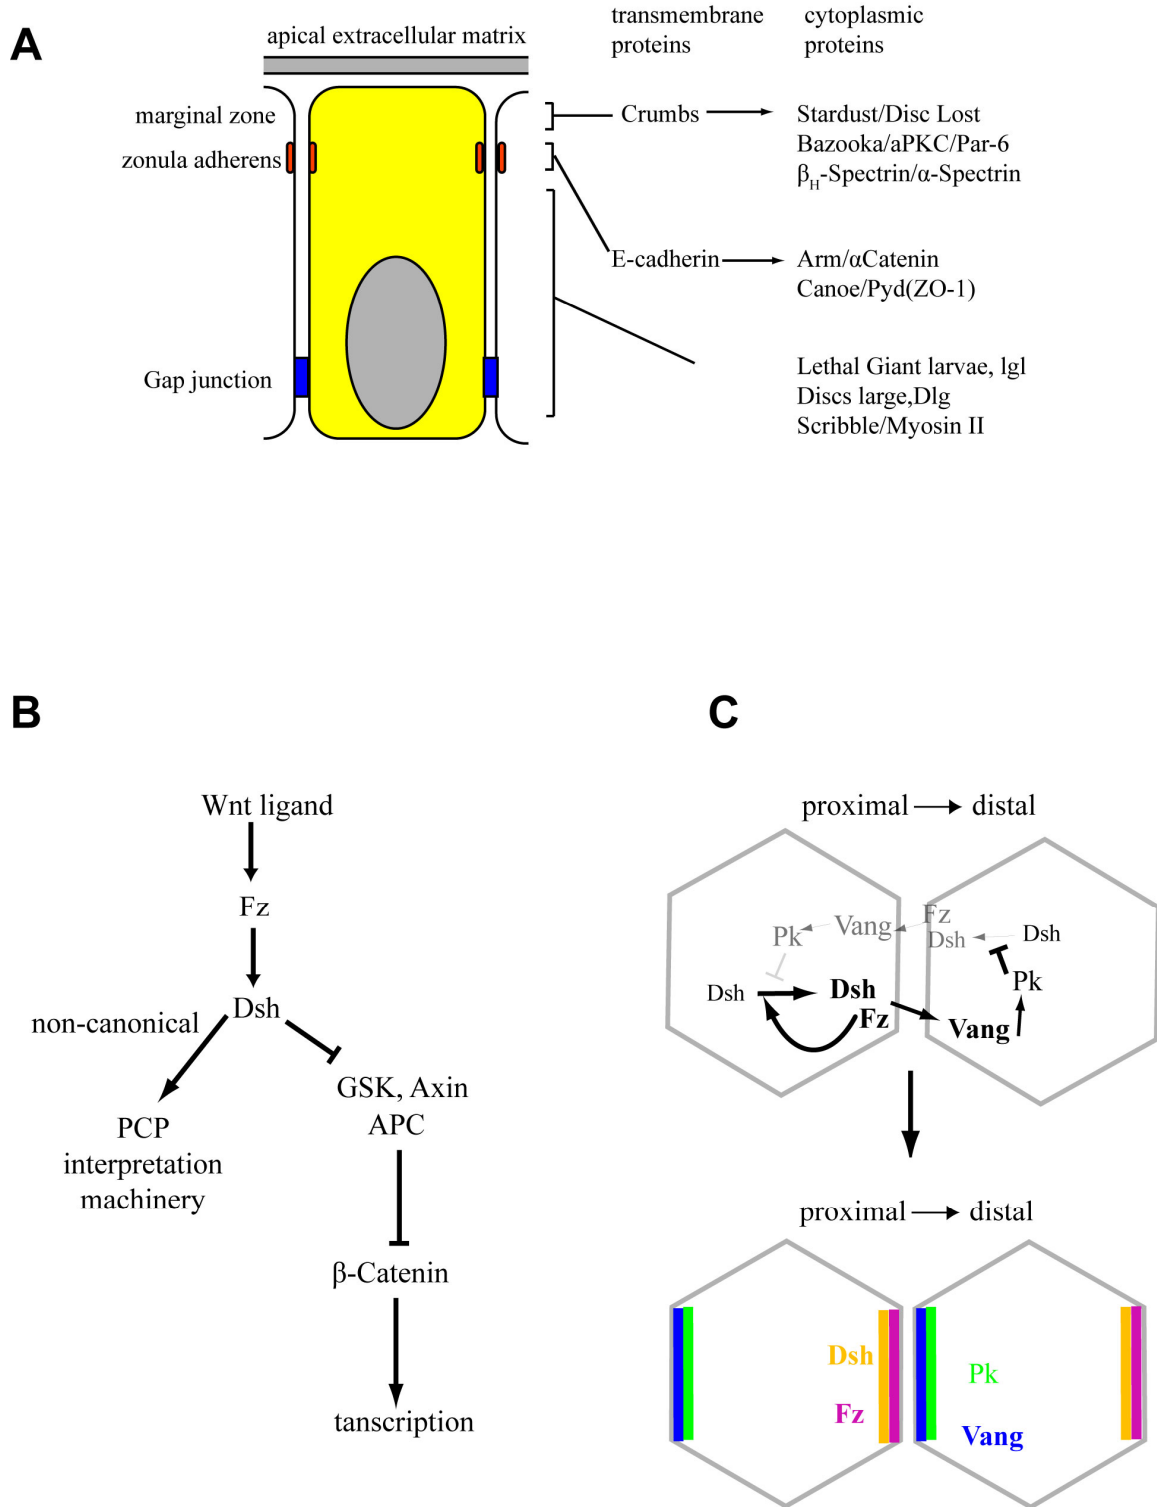 A
apical extracellular matrix
transmembrane
proteins
cytoplasmic
proteins
marginal zone
zonula adherens
Gap junction
Crumbs
Stardust/Disc Lost
Bazooka/aPKC/Par-6
βH-Spectrin/α-Spectrin
E-cadherin
Arm/αCatenin
Canoe/Pyd(ZO-1)
Lethal Giant larvae, lgl
Discs large,Dlg
Scribble/Myosin II
B
Wnt ligand
Fz
Dsh
non-canonical
PCP
interpretation
machinery
GSK, Axin
APC
β-Catenin
tanscription
C
proximal distal
Pk Vang Fz
Dsh Dsh
Dsh Dsh
Fz
Pk
Vang
proximal distal
Dsh
Fz
Pk
Vang